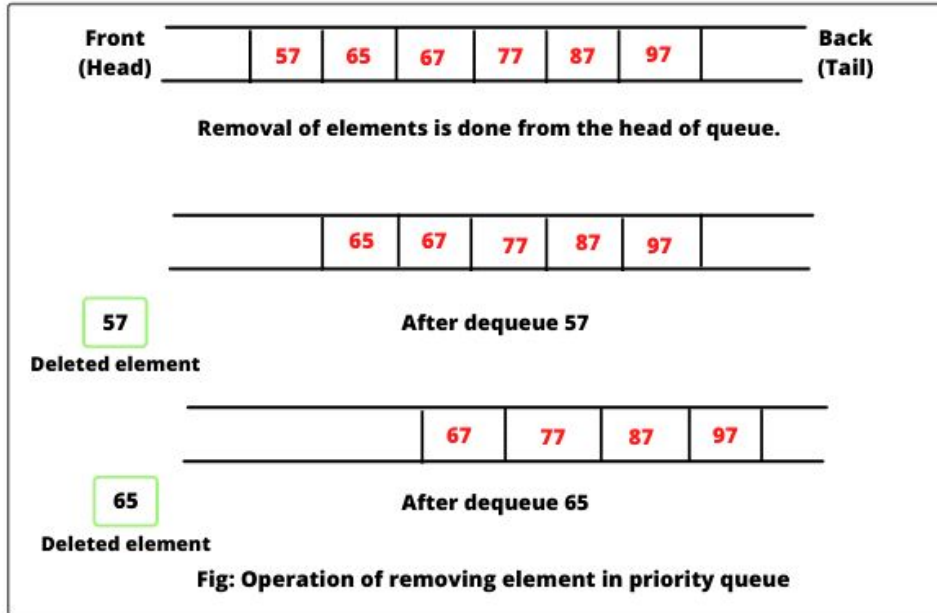 Front
(Head)
57 65 67 77 87 97
Back
(Tail)
Removal of elements is done from the head of queue.
65 67 77 87 97
57
After dequeue 57
Deleted element
67 77 87 97
65
After dequeue 65
Deleted element
Fig: Operation of removing element in priority queue